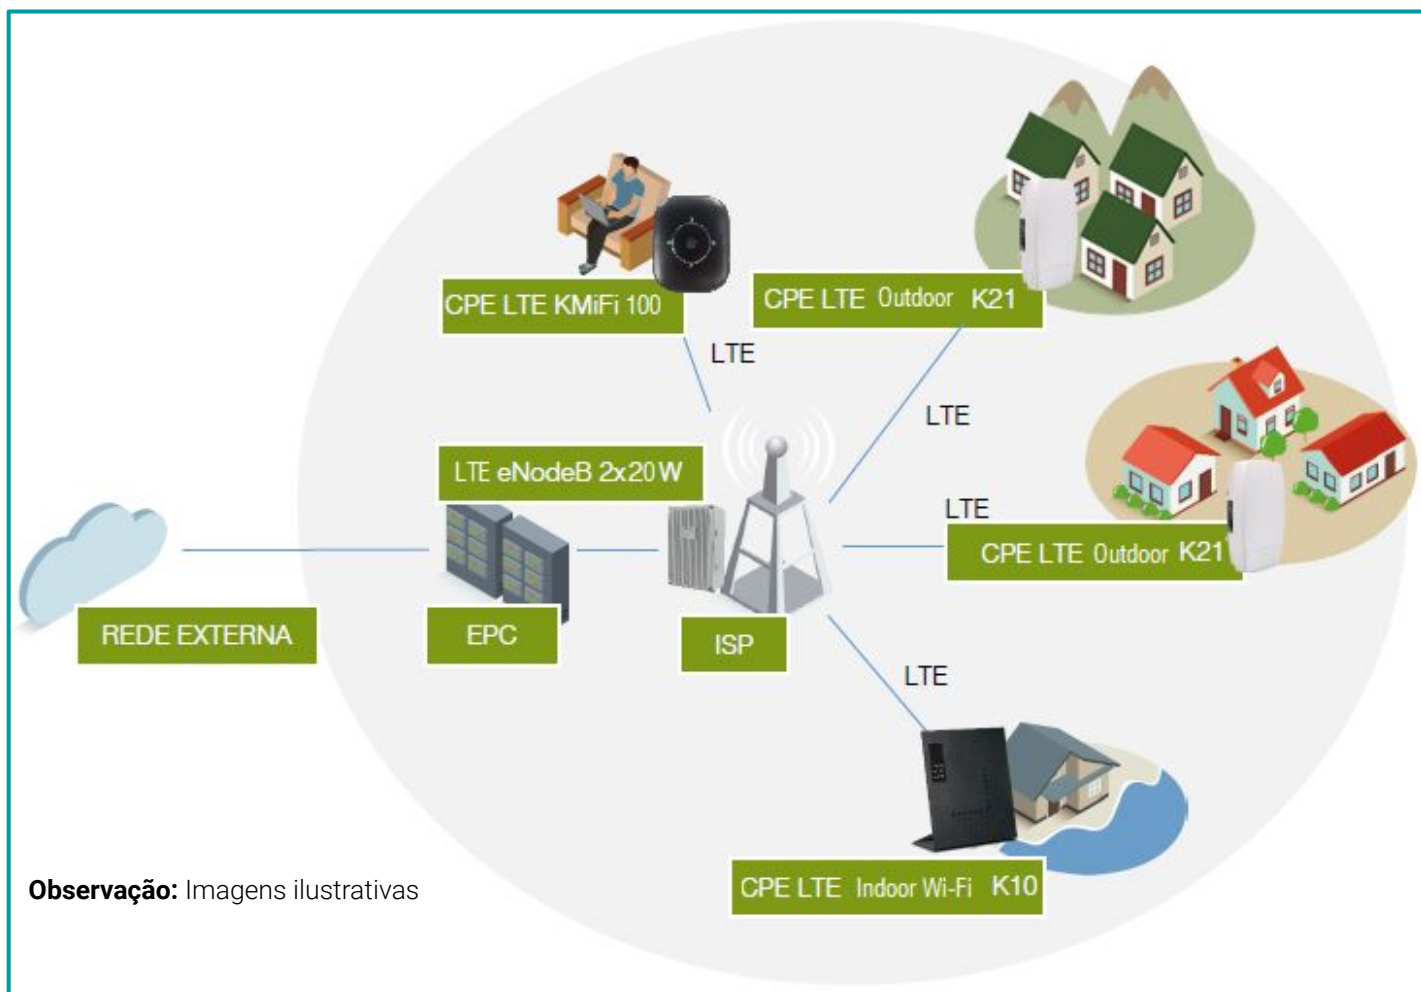 CPE LTE KMiFi 100
CPE LTE Outdoor K21
LTE
LTE
LTE eNodeB 2x20W
LTE
CPE LTE Outdoor K21
REDE EXTERNA
EPC
ISP
LTE
CPE LTE Indoor Wi-Fi K10
Observação: Imagens ilustrativas